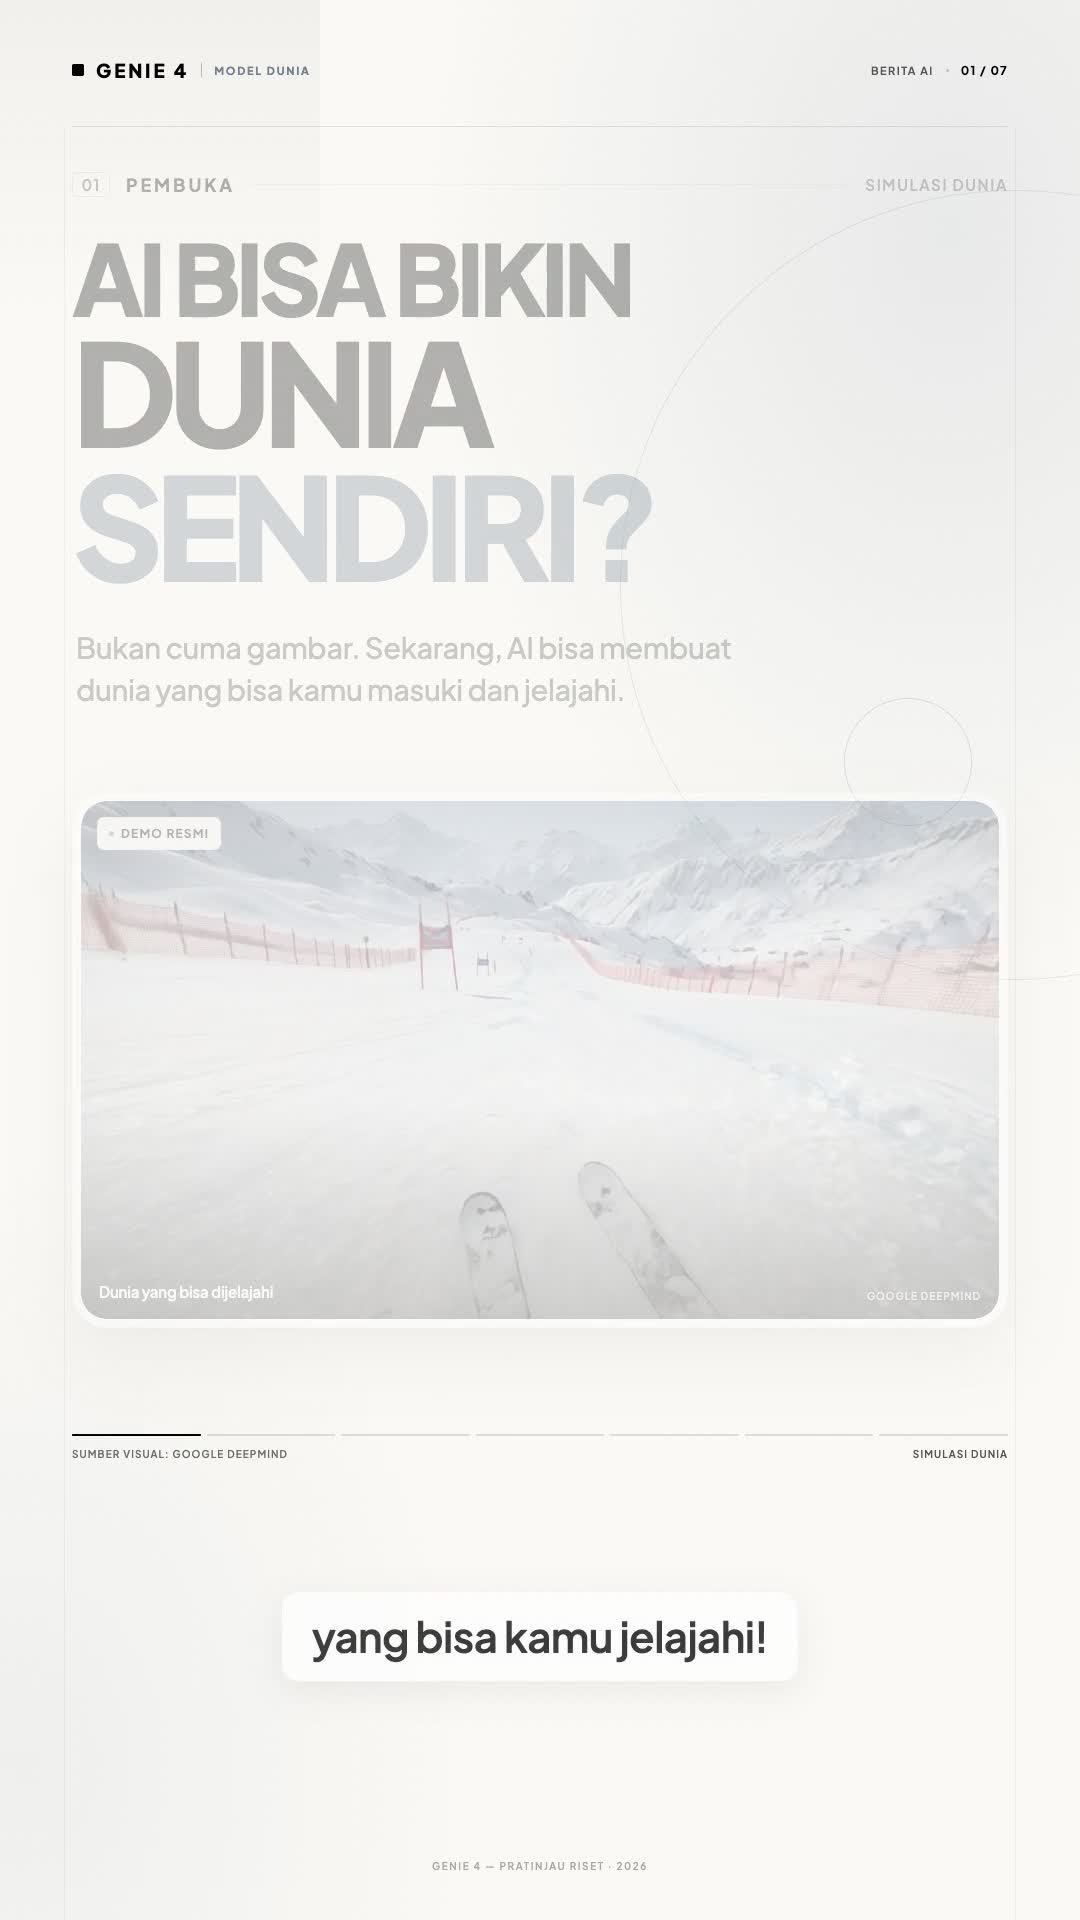 GENIE 4 | MODEL DUNIA
BERITA AI · 01 / 07
01 PEMBUKA
SIMULASI DUNIA
AI BISA BIKIN
DUNIA
SENDIRI?
Bukan cuma gambar. Sekarang, AI bisa membuat
dunia yang bisa kamu masuki dan jelajahi.
DEMO RESMI
Dunia yang bisa dijelajahi
GOOGLE DEEPMIND
SUMBER VISUAL: GOOGLE DEEPMIND
SIMULASI DUNIA
yang bisa kamu jelajahi!
GENIE 4 — PRATINJAU RISET · 2026